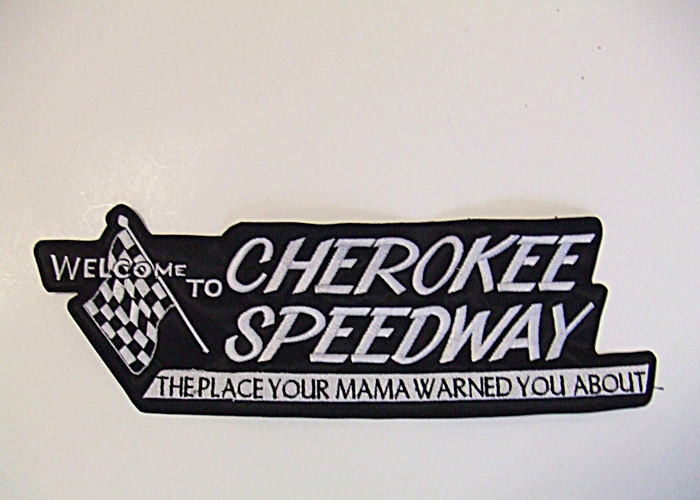 WELCOME TO
CHEROKEE
SPEEDWAY
THE PLACE YOUR MAMA WARNED YOU ABOUT